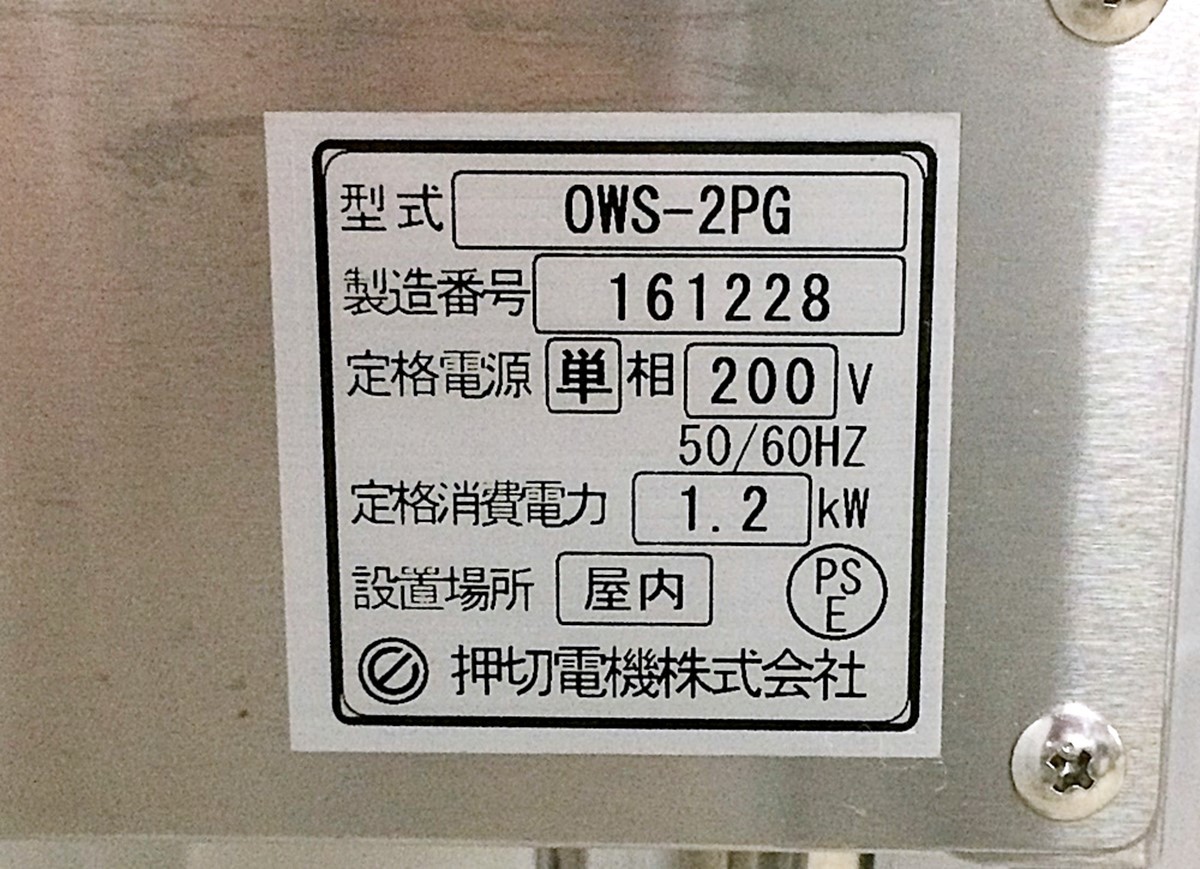 型式 OWS-2PG
製造番号 161228
定格電源 単 相 200 V
50/60HZ
定格消費電力 1.2 kW
設置場所 屋内
PS
E
押切電機株式会社